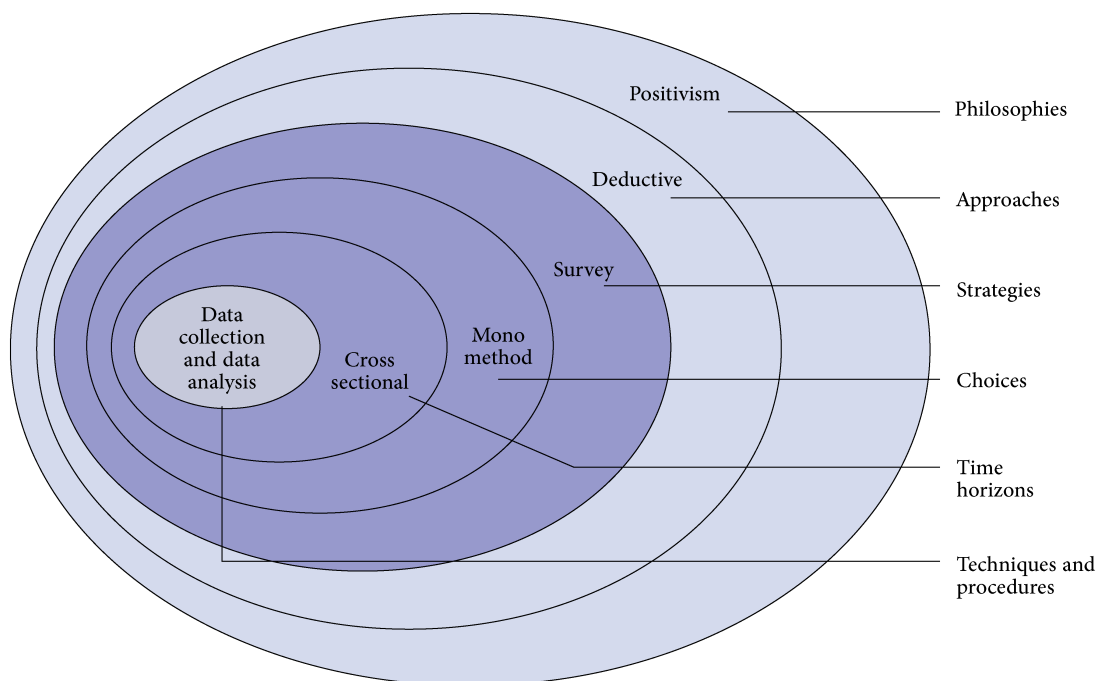 Positivism
Philosophies
Deductive
Approaches
Survey
Strategies
Data
collection
and data
analysis
Cross
sectional
Mono
method
Choices
Time
horizons
Techniques and
procedures